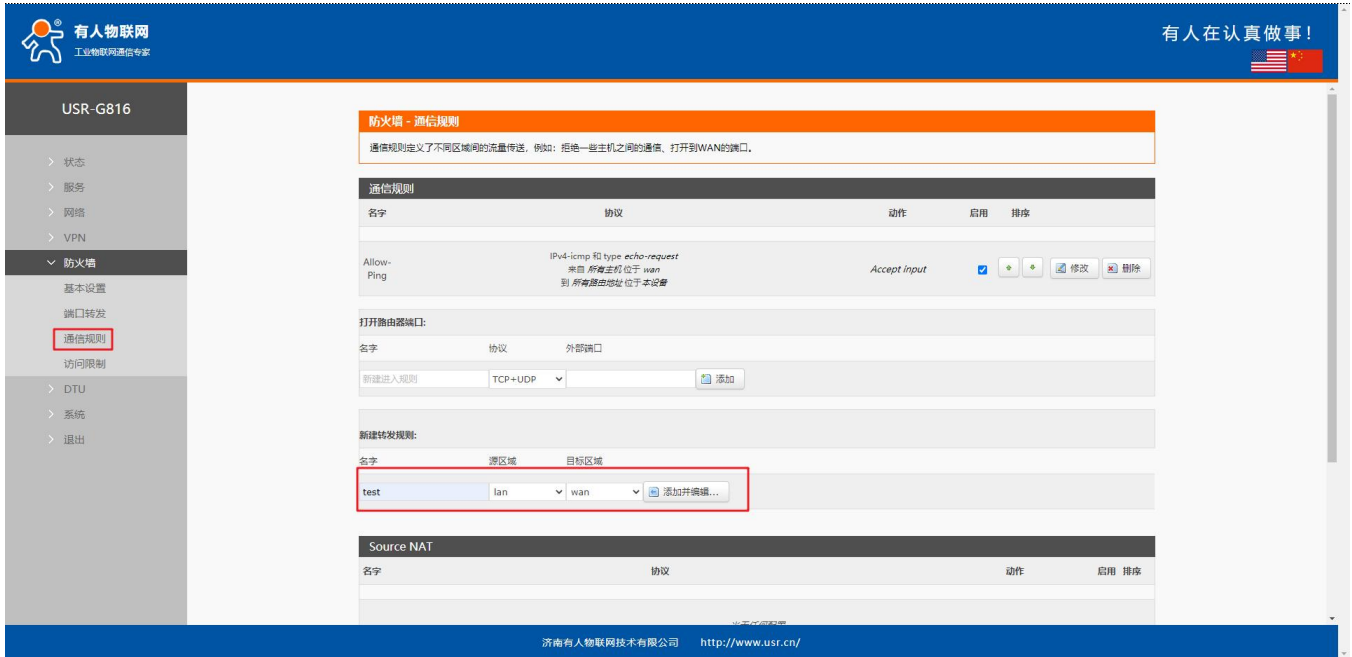 有人物联网
工业物联网通信专家
有人在认真做事!
USR-G816
状态
服务
网络
VPN
防火墙
基本设置
端口转发
通信规则
访问限制
DTU
系统
退出
防火墙 - 通信规则
通信规则定义了不同区域间的流量传送，例如：拒绝一些主机之间的通信、打开到WAN的端口。
通信规则
名字 协议 动作 启用 排序
Allow-
Ping
IPv4-icmp 和 type echo-request
来自 所有主机 位于 wan
到 所有路由地址 位于本设备
Accept input
修改 删除
打开路由器端口:
名字 协议 外部端口
新建进入规则 TCP+UDP 添加
新建转发规则:
名字 源区域 目标区域
test lan wan 添加并编辑...
Source NAT
名字 协议 动作 启用 排序
济南有人物联网技术有限公司 http://www.usr.cn/